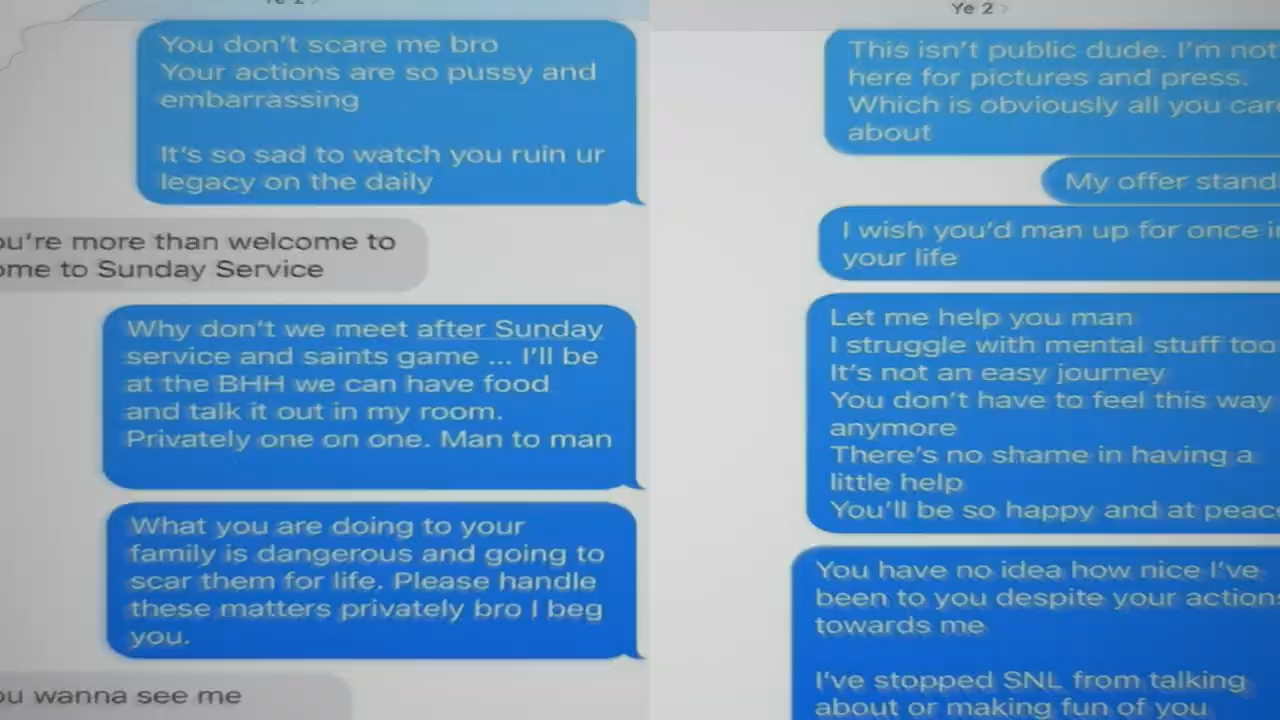 Ye 2 >
You don't scare me bro
Your actions are so pussy and
embarrassing
It's so sad to watch you ruin ur
legacy on the daily
ou're more than welcome to
ome to Sunday Service
Why don't we meet after Sunday
service and saints game ... I'll be
at the BHH we can have food
and talk it out in my room.
Privately one on one. Man to man
What you are doing to your
family is dangerous and going to
scar them for life. Please handle
these matters privately bro I beg
you.
ou wanna see me
Ye 2 >
This isn't public dude. I'm not
here for pictures and press.
Which is obviously all you car
about
My offer stand
I wish you'd man up for once i
your life
Let me help you man
I struggle with mental stuff too
It's not an easy journey
You don't have to feel this way
anymore
There's no shame in having a
little help
You'll be so happy and at peac
You have no idea how nice I've
been to you despite your action
towards me
I've stopped SNL from talking
about or making fun of you